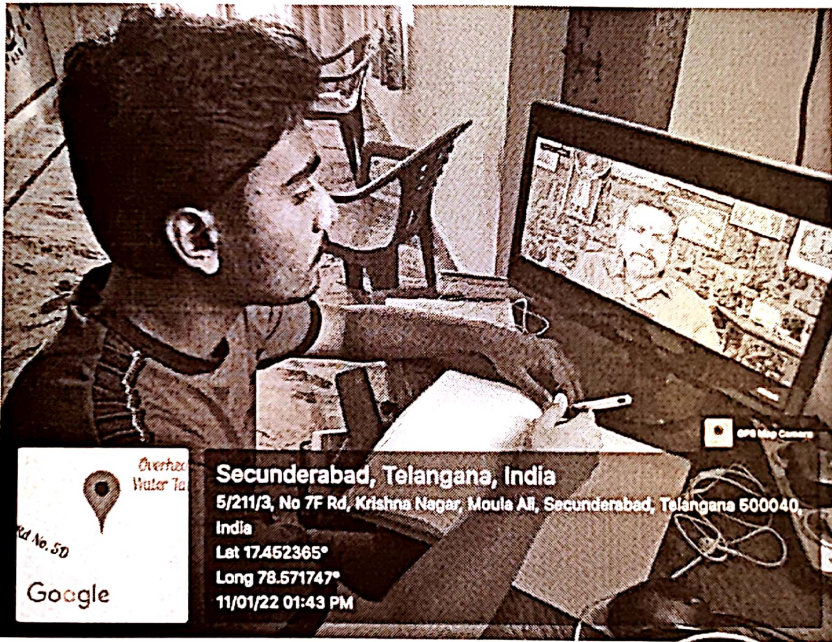 Overhea
Water Ta
Rd No. 5D
Google
GPS Map Camera
Secunderabad, Telangana, India
5/211/3, No 7F Rd, Krishna Nagar, Moula Ali, Secunderabad, Telangana 500040,
India
Lat 17.452365°
Long 78.571747°
11/01/22 01:43 PM